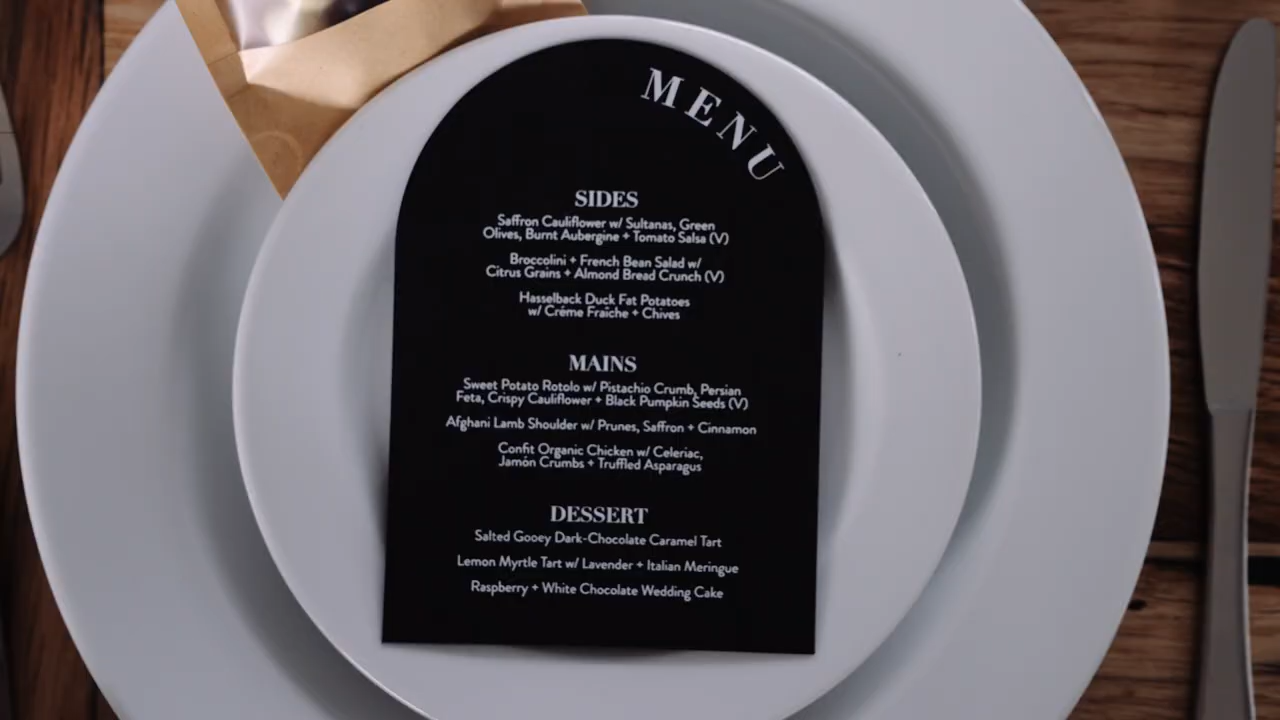 MENU
SIDES
Saffron Cauliflower w/ Sultanas, Green
Olives, Burnt Aubergine + Tomato Salsa (V)
Broccolini + French Bean Salad w/
Citrus Grains + Almond Bread Crunch (V)
Hasselback Duck Fat Potatoes
w/ Créme Fraîche + Chives
MAINS
Sweet Potato Rotolo w/ Pistachio Crumb, Persian
Feta, Crispy Cauliflower + Black Pumpkin Seeds (V)
Afghani Lamb Shoulder w/ Prunes, Saffron + Cinnamon
Confit Organic Chicken w/ Celeriac,
Jamón Crumbs + Truffled Asparagus
DESSERT
Salted Gooey Dark-Chocolate Caramel Tart
Lemon Myrtle Tart w/ Lavender + Italian Meringue
Raspberry + White Chocolate Wedding Cake